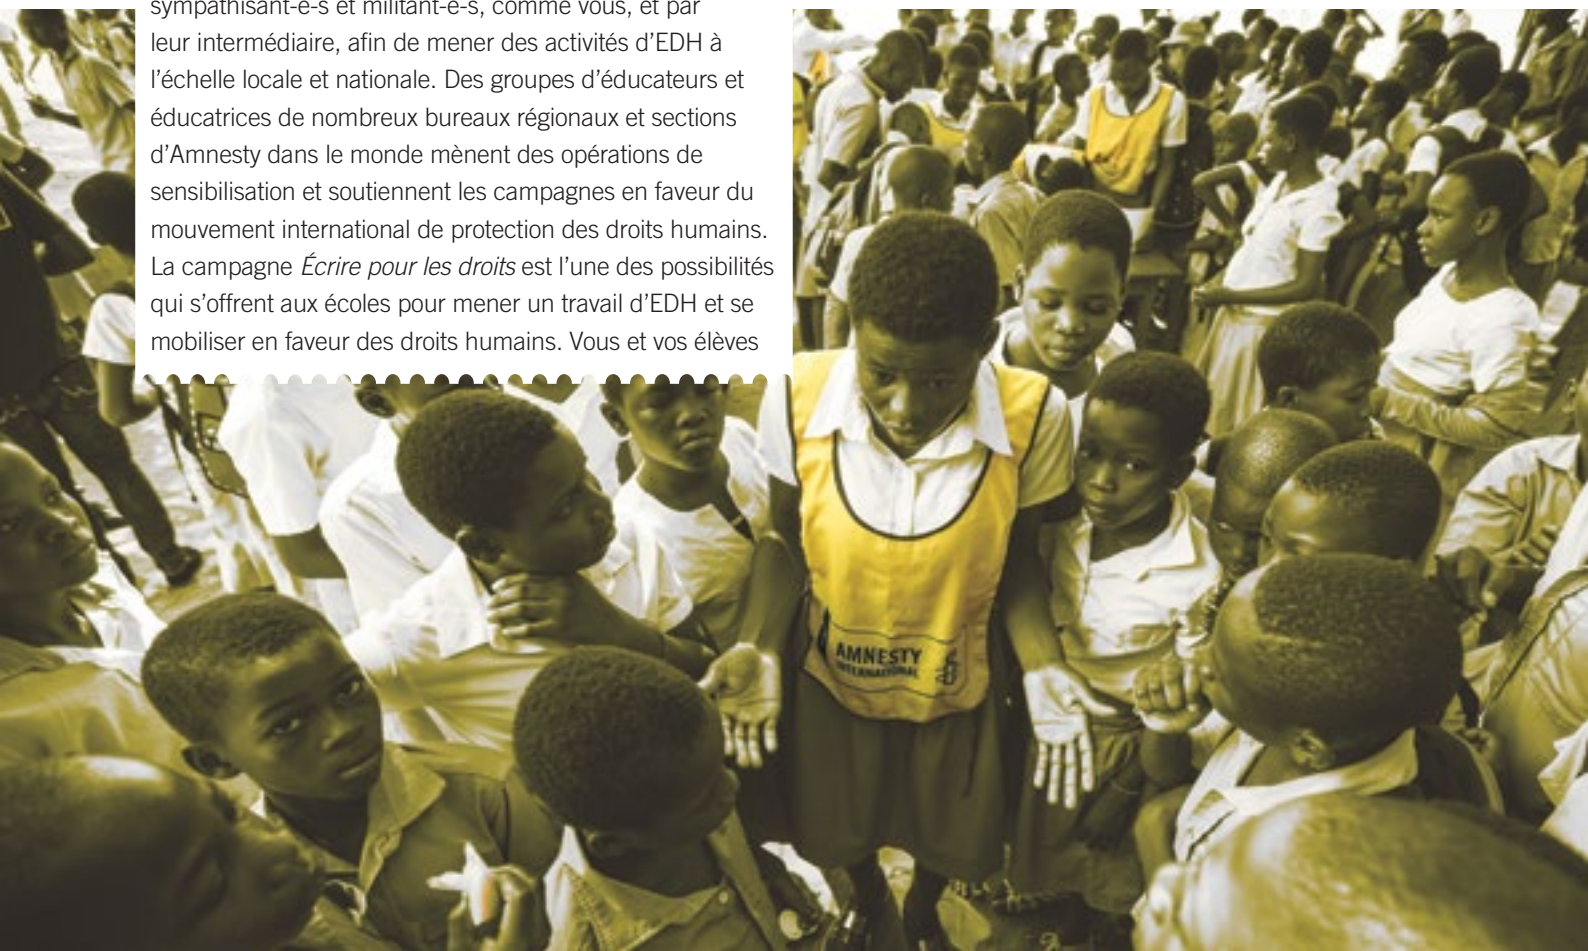 sympathisant-e-s et militant-e-s, comme vous, et par
leur intermédiaire, afin de mener des activités d’EDH à
l’échelle locale et nationale. Des groupes d’éducateurs et
éducatrices de nombreux bureaux régionaux et sections
d’Amnesty dans le monde mènent des opérations de
sensibilisation et soutiennent les campagnes en faveur du
mouvement international de protection des droits humains.
La campagne Écrire pour les droits est l’une des possibilités
qui s’offrent aux écoles pour mener un travail d’EDH et se
mobiliser en faveur des droits humains. Vous et vos élèves
AMNESTY
INTERNATIONAL